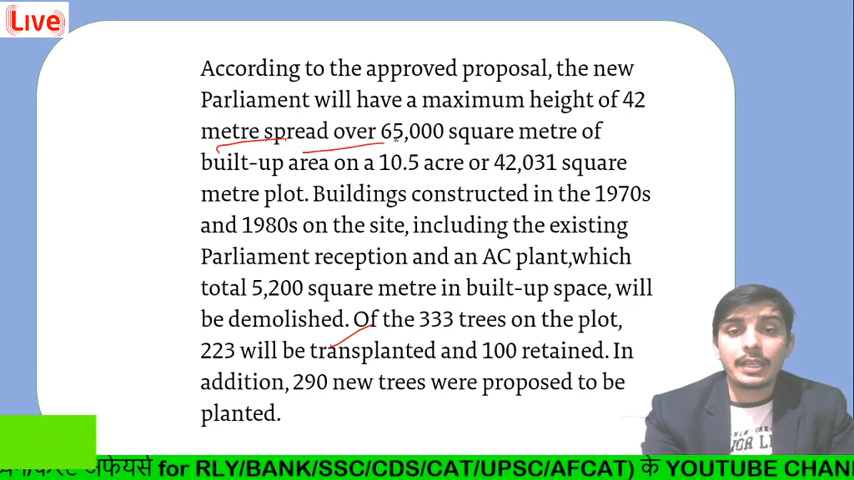 LIVE
According to the approved proposal, the new
Parliament will have a maximum height of 42
metre spread over 65,000 square metre of
built-up area on a 10.5 acre or 42,031 square
metre plot. Buildings constructed in the 1970s
and 1980s on the site, including the existing
Parliament reception and an AC plant,which
total 5,200 square metre in built-up space, will
be demolished. Of the 333 trees on the plot,
223 will be transplanted and 100 retained. In
addition, 290 new trees were proposed to be
planted.
अफेयर्स for RLY/BANK/SSC/CDS/CAT/UPSC/AFCAT) के YOUTUBE CHAN